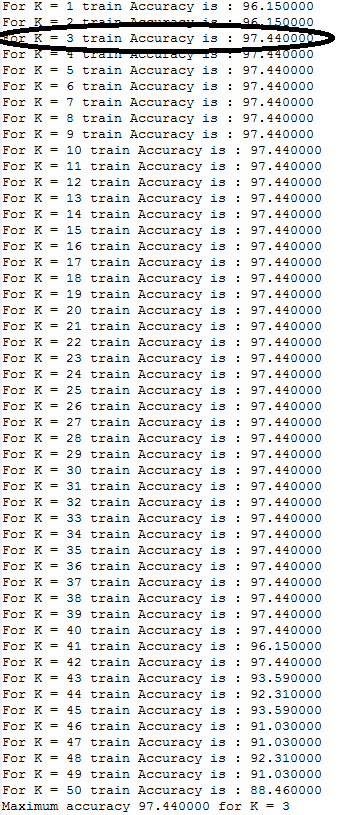 For K = 1 train Accuracy is : 96.150000
For K = 2 train Accuracy is : 96.150000
For K = 3 train Accuracy is : 97.440000
For K = 4 train Accuracy is : 97.440000
For K = 5 train Accuracy is : 97.440000
For K = 6 train Accuracy is : 97.440000
For K = 7 train Accuracy is : 97.440000
For K = 8 train Accuracy is : 97.440000
For K = 9 train Accuracy is : 97.440000
For K = 10 train Accuracy is : 97.440000
For K = 11 train Accuracy is : 97.440000
For K = 12 train Accuracy is : 97.440000
For K = 13 train Accuracy is : 97.440000
For K = 14 train Accuracy is : 97.440000
For K = 15 train Accuracy is : 97.440000
For K = 16 train Accuracy is : 97.440000
For K = 17 train Accuracy is : 97.440000
For K = 18 train Accuracy is : 97.440000
For K = 19 train Accuracy is : 97.440000
For K = 20 train Accuracy is : 97.440000
For K = 21 train Accuracy is : 97.440000
For K = 22 train Accuracy is : 97.440000
For K = 23 train Accuracy is : 97.440000
For K = 24 train Accuracy is : 97.440000
For K = 25 train Accuracy is : 97.440000
For K = 26 train Accuracy is : 97.440000
For K = 27 train Accuracy is : 97.440000
For K = 28 train Accuracy is : 97.440000
For K = 29 train Accuracy is : 97.440000
For K = 30 train Accuracy is : 97.440000
For K = 31 train Accuracy is : 97.440000
For K = 32 train Accuracy is : 97.440000
For K = 33 train Accuracy is : 97.440000
For K = 34 train Accuracy is : 97.440000
For K = 35 train Accuracy is : 97.440000
For K = 36 train Accuracy is : 97.440000
For K = 37 train Accuracy is : 97.440000
For K = 38 train Accuracy is : 97.440000
For K = 39 train Accuracy is : 97.440000
For K = 40 train Accuracy is : 97.440000
For K = 41 train Accuracy is : 96.150000
For K = 42 train Accuracy is : 97.440000
For K = 43 train Accuracy is : 93.590000
For K = 44 train Accuracy is : 92.310000
For K = 45 train Accuracy is : 93.590000
For K = 46 train Accuracy is : 91.030000
For K = 47 train Accuracy is : 91.030000
For K = 48 train Accuracy is : 92.310000
For K = 49 train Accuracy is : 91.030000
For K = 50 train Accuracy is : 88.460000
Maximum accuracy 97.440000 for K = 3